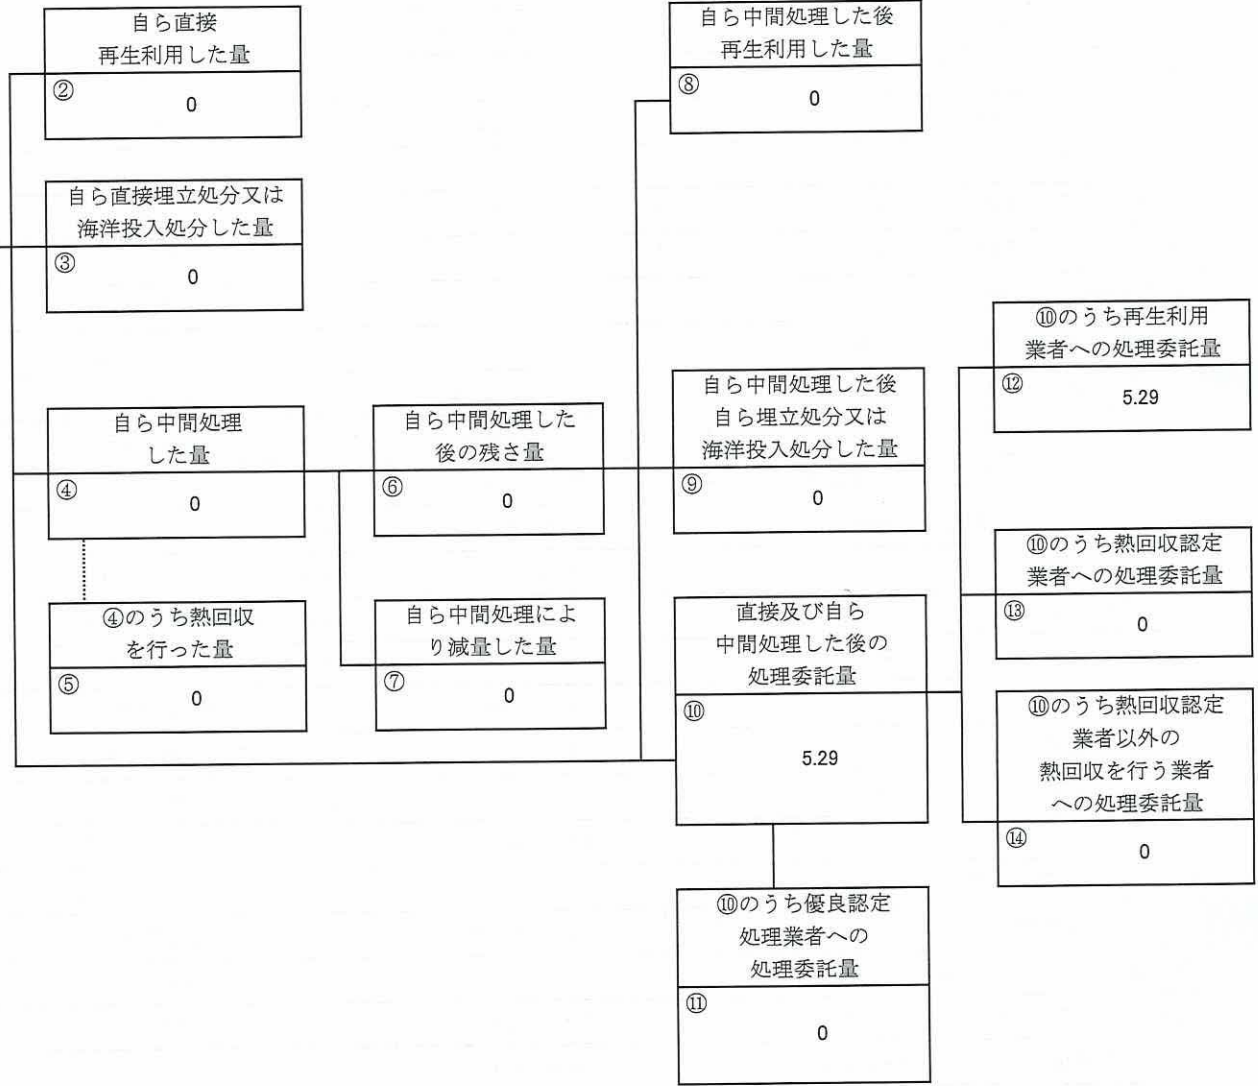 自ら直接
再生利用した量
②
0
自ら直接埋立処分又は
海洋投入処分した量
③
0
自ら中間処理
した量
④
0
④のうち熱回収
を行った量
⑤
0
自ら中間処理した
後の残さ量
⑥
0
自ら中間処理によ
り減量した量
⑦
0
自ら中間処理した後
再生利用した量
⑧
0
自ら中間処理した後
自ら埋立処分又は
海洋投入処分した量
⑨
0
直接及び自ら
中間処理した後の
処理委託量
⑩
5.29
⑩のうち優良認定
処理業者への
処理委託量
⑪
0
⑩のうち再生利用
業者への処理委託量
⑫
5.29
⑩のうち熱回収認定
業者への処理委託量
⑬
0
⑩のうち熱回収認定
業者以外の
熱回収を行う業者
への処理委託量
⑭
0